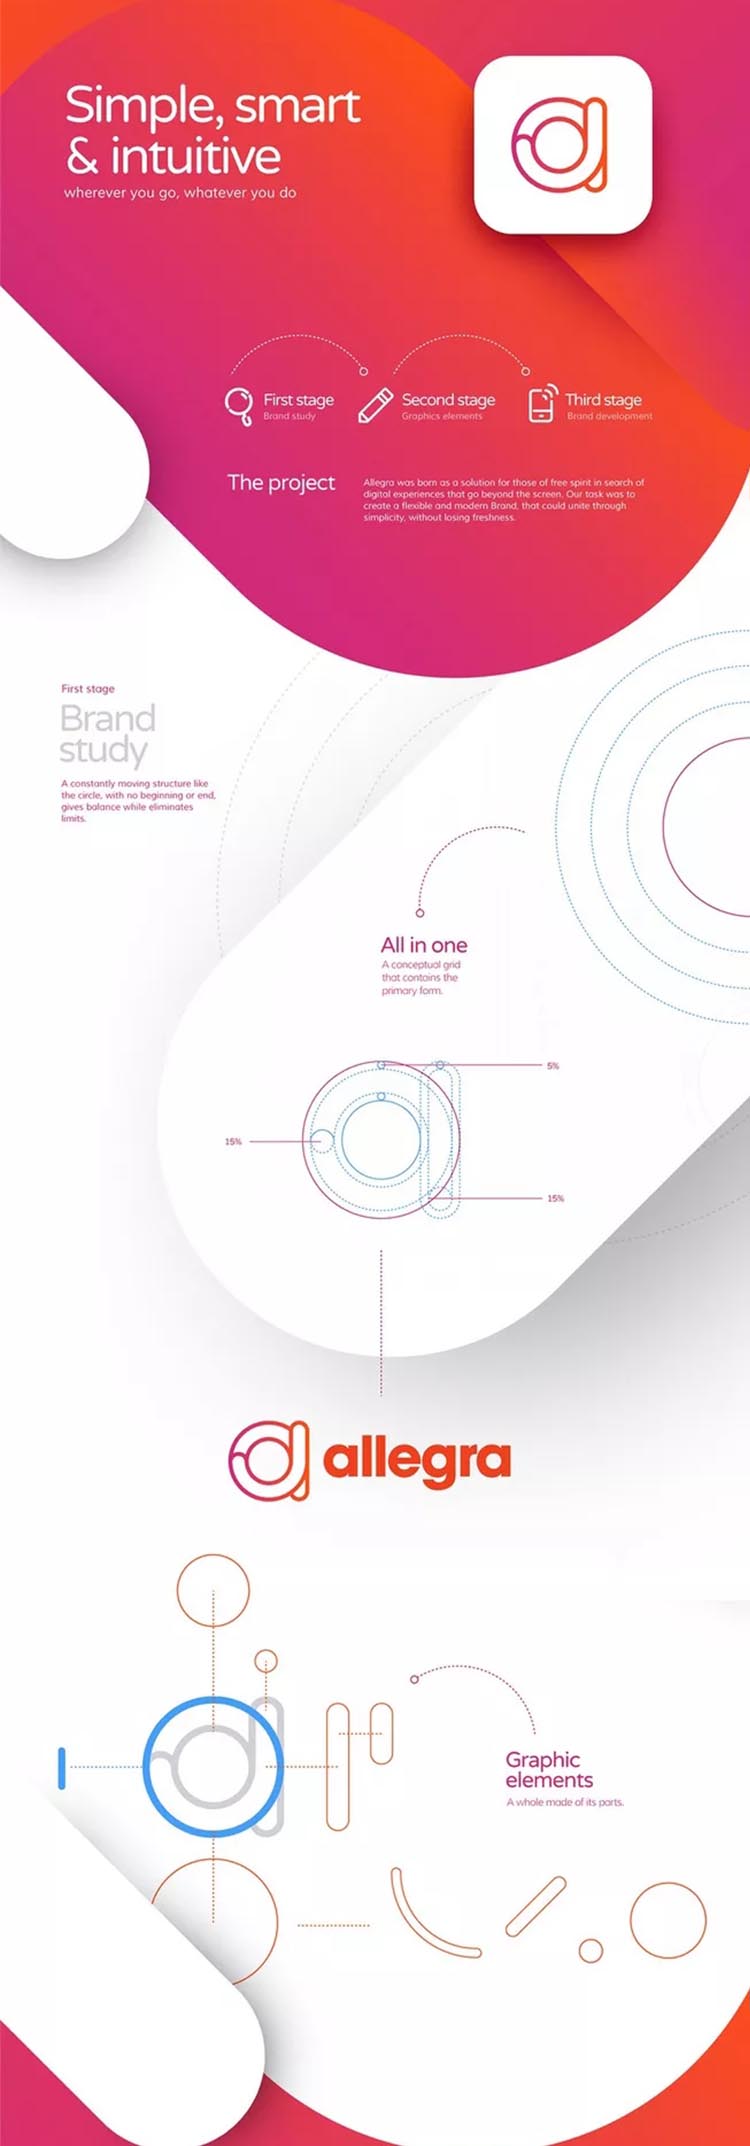 Simple, smart
& intuitive
wherever you go, whatever you do
First stage
Brand study
Second stage
Graphics elements
Third stage
Brand development
The project
Allegra was born as a solution for those of free spirit in search of
digital experiences that go beyond the screen. Our task was to
create a flexible and modern Brand, that could unite through
simplicity, without losing freshness.
First stage
Brand
study
A constantly moving structure like
the circle, with no beginning or end,
gives balance while eliminates
limits.
All in one
A conceptual grid
that contains the
primary form.
5%
15%
15%
allegra
Graphic
elements
A whole made of its parts.